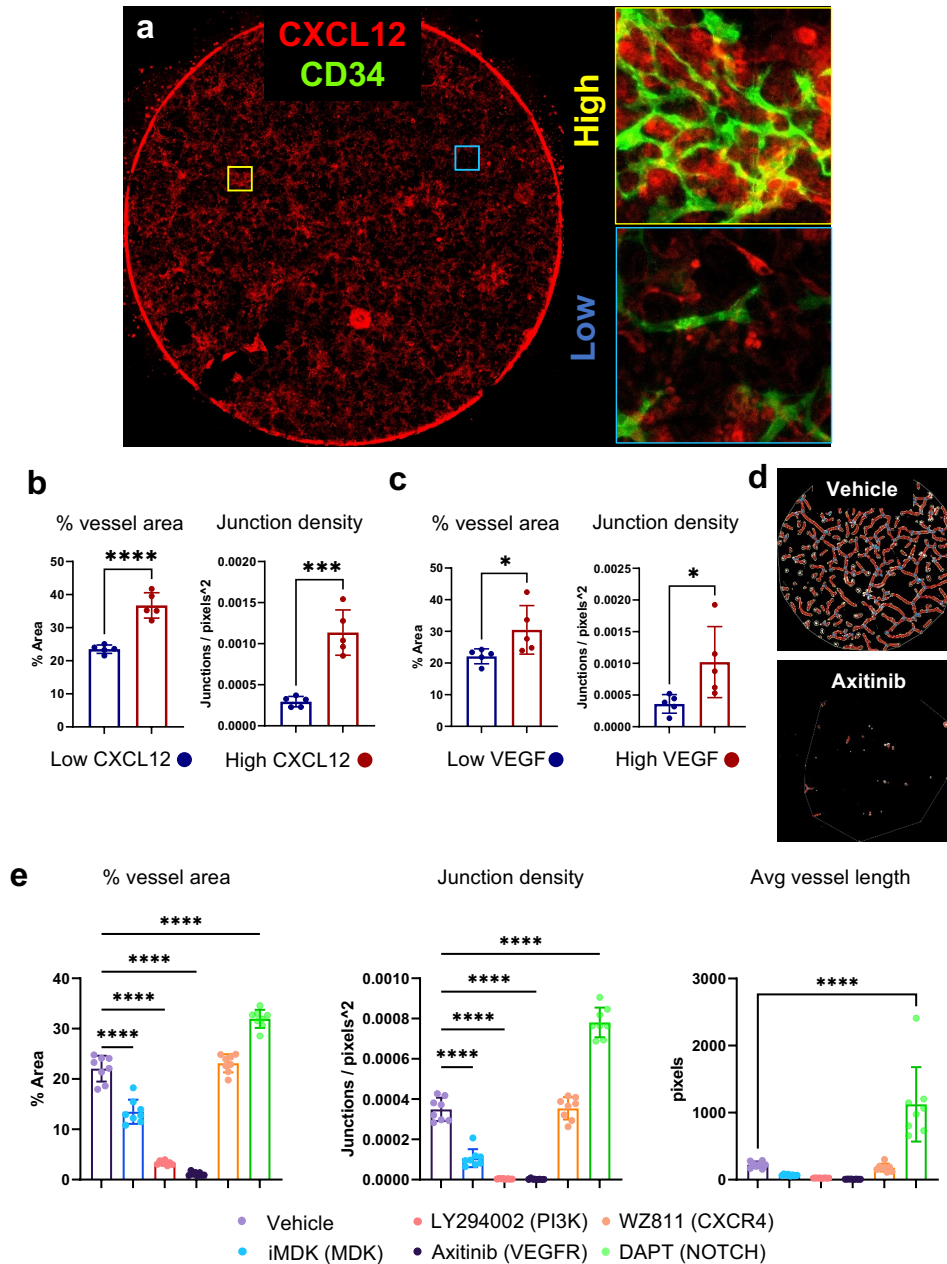 a
CXCL12
CD34
High
Low
b
% vessel area
Junction density
% Area
50
40
30
20
10
0
****
Junctions / pixels^2
0.0020
0.0015
0.0010
0.0005
0.0000
***
Low CXCL12
High CXCL12
c
% vessel area
Junction density
% Area
50
40
30
20
10
0
*
Junctions / pixels^2
0.0025
0.0020
0.0015
0.0010
0.0005
0.0000
*
Low VEGF
High VEGF
d
Vehicle
Axitinib
e
% vessel area
Junction density
Avg vessel length
% Area
40
30
20
10
0
****
****
****
****
Junctions / pixels^2
0.0010
0.0008
0.0006
0.0004
0.0002
0.0000
****
****
****
****
pixels
3000
2000
1000
0
****
Vehicle
LY294002 (PI3K)
WZ811 (CXCR4)
iMDK (MDK)
Axitinib (VEGFR)
DAPT (NOTCH)